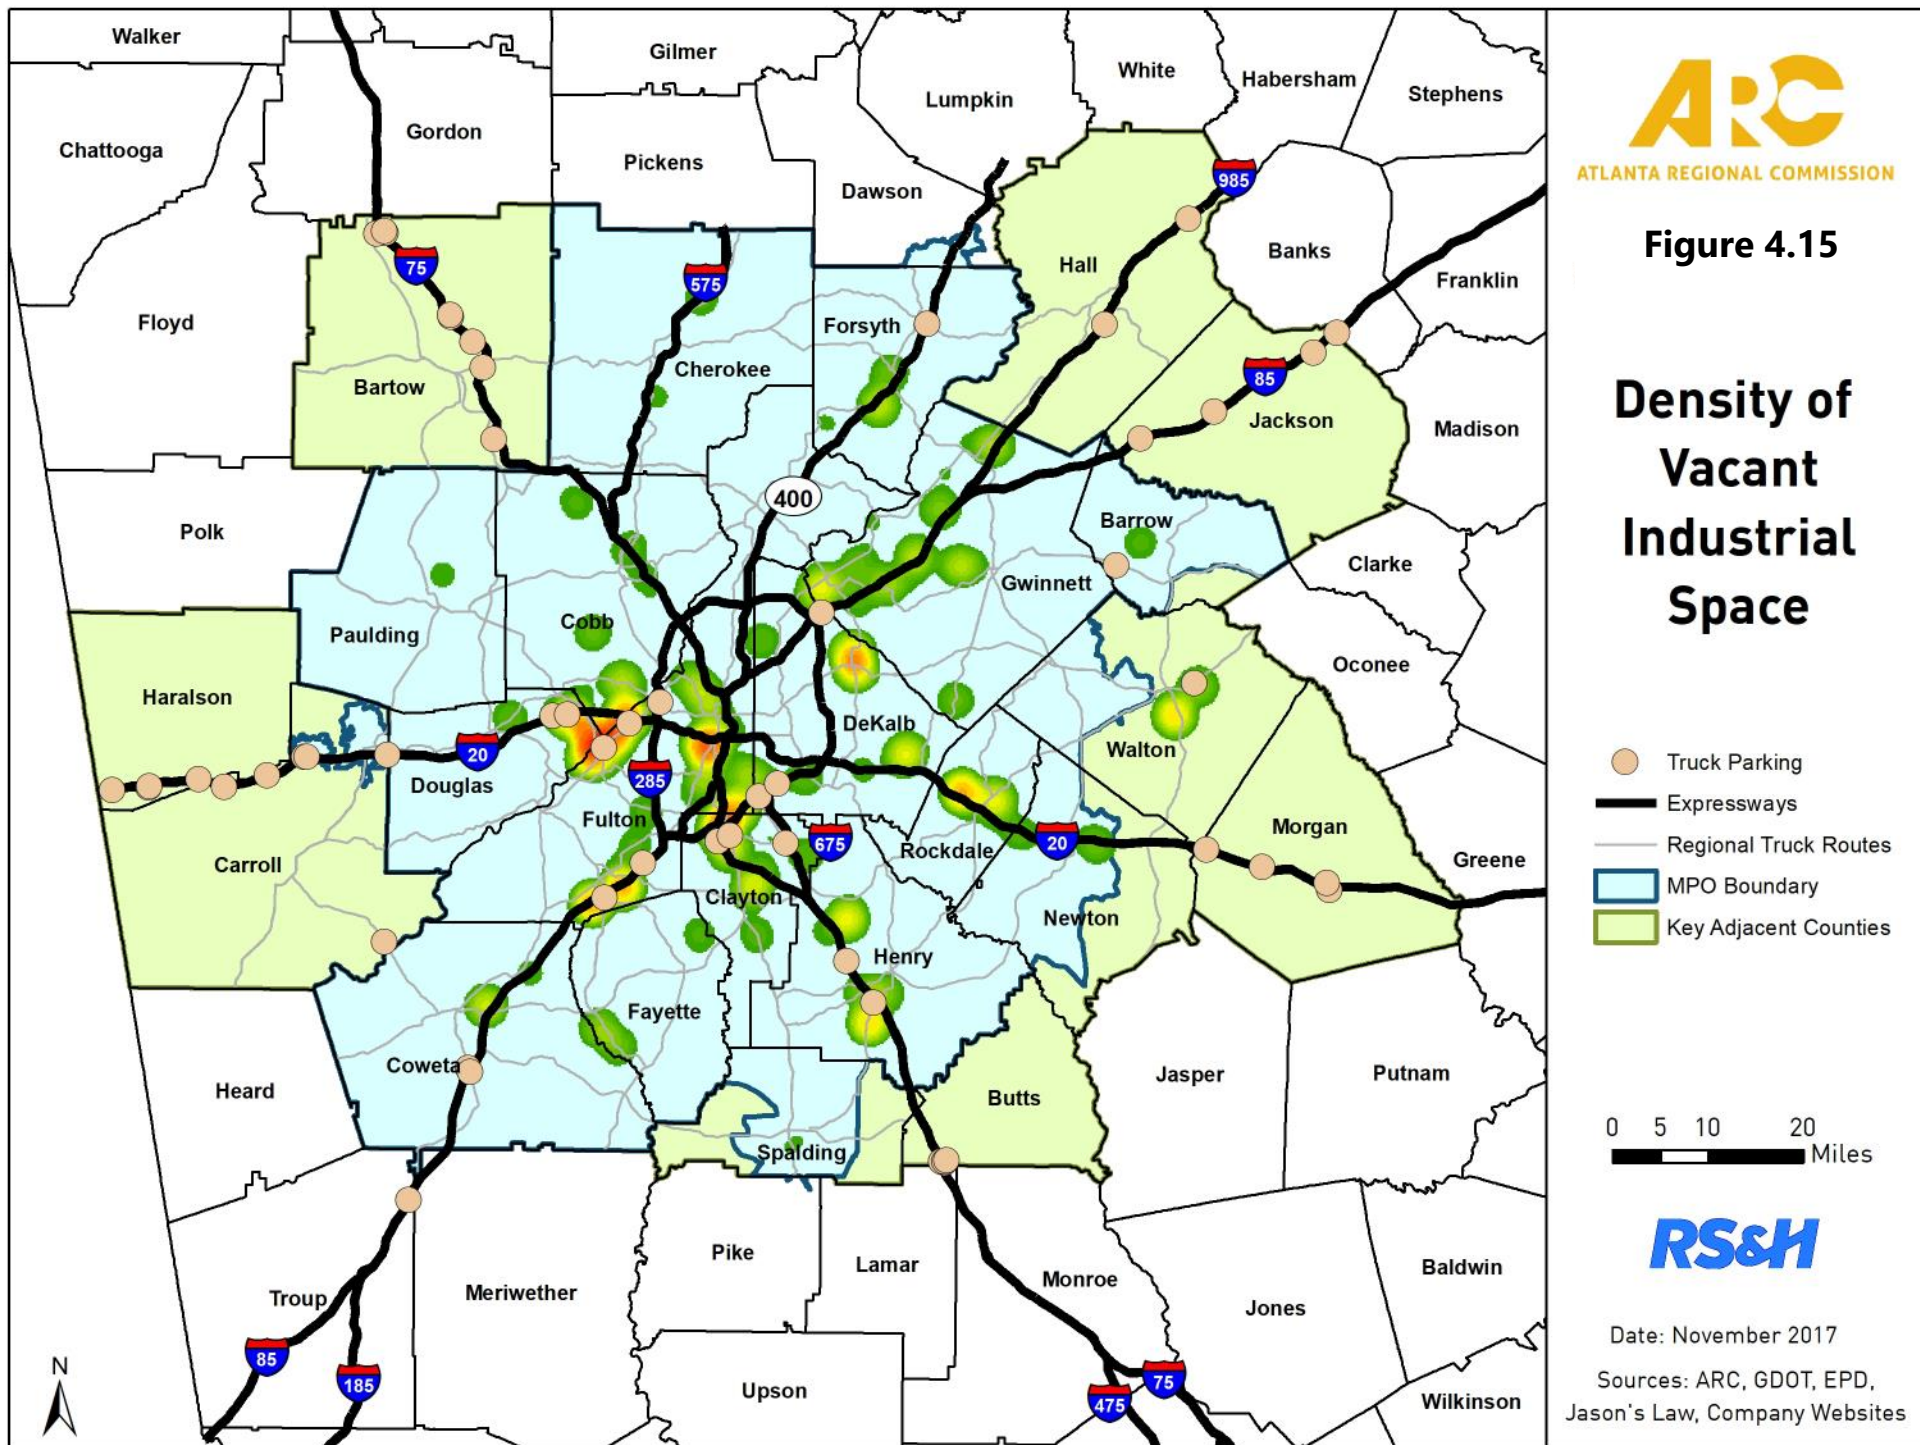 Walker
Gilmer
White
Habersham
Stephens
Lumpkin
Chattooga
Gordon
Pickens
Dawson
985
Banks
Franklin
Hall
75
575
Floyd
Forsyth
Cherokee
Bartow
85
Jackson
Madison
400
Polk
Barrow
Clarke
Gwinnett
Cobb
Paulding
Oconee
Haralson
DeKalb
Walton
20
Douglas
285
Fulton
675
20
Morgan
Rockdale
Greene
Carroll
Clayton
Newton
Henry
Fayette
Coweta
Jasper
Putnam
Heard
Butts
Spalding
Pike
Lamar
Monroe
Baldwin
Troup
Meriwether
Jones
85
185
Upson
75
475
Wilkinson
N
ARC
ATLANTA REGIONAL COMMISSION
Figure 4.15
Density of
Vacant
Industrial
Space
Truck Parking
Expressways
Regional Truck Routes
MPO Boundary
Key Adjacent Counties
0 5 10 20
Miles
RS&H
Date: November 2017
Sources: ARC, GDOT, EPD,
Jason's Law, Company Websites